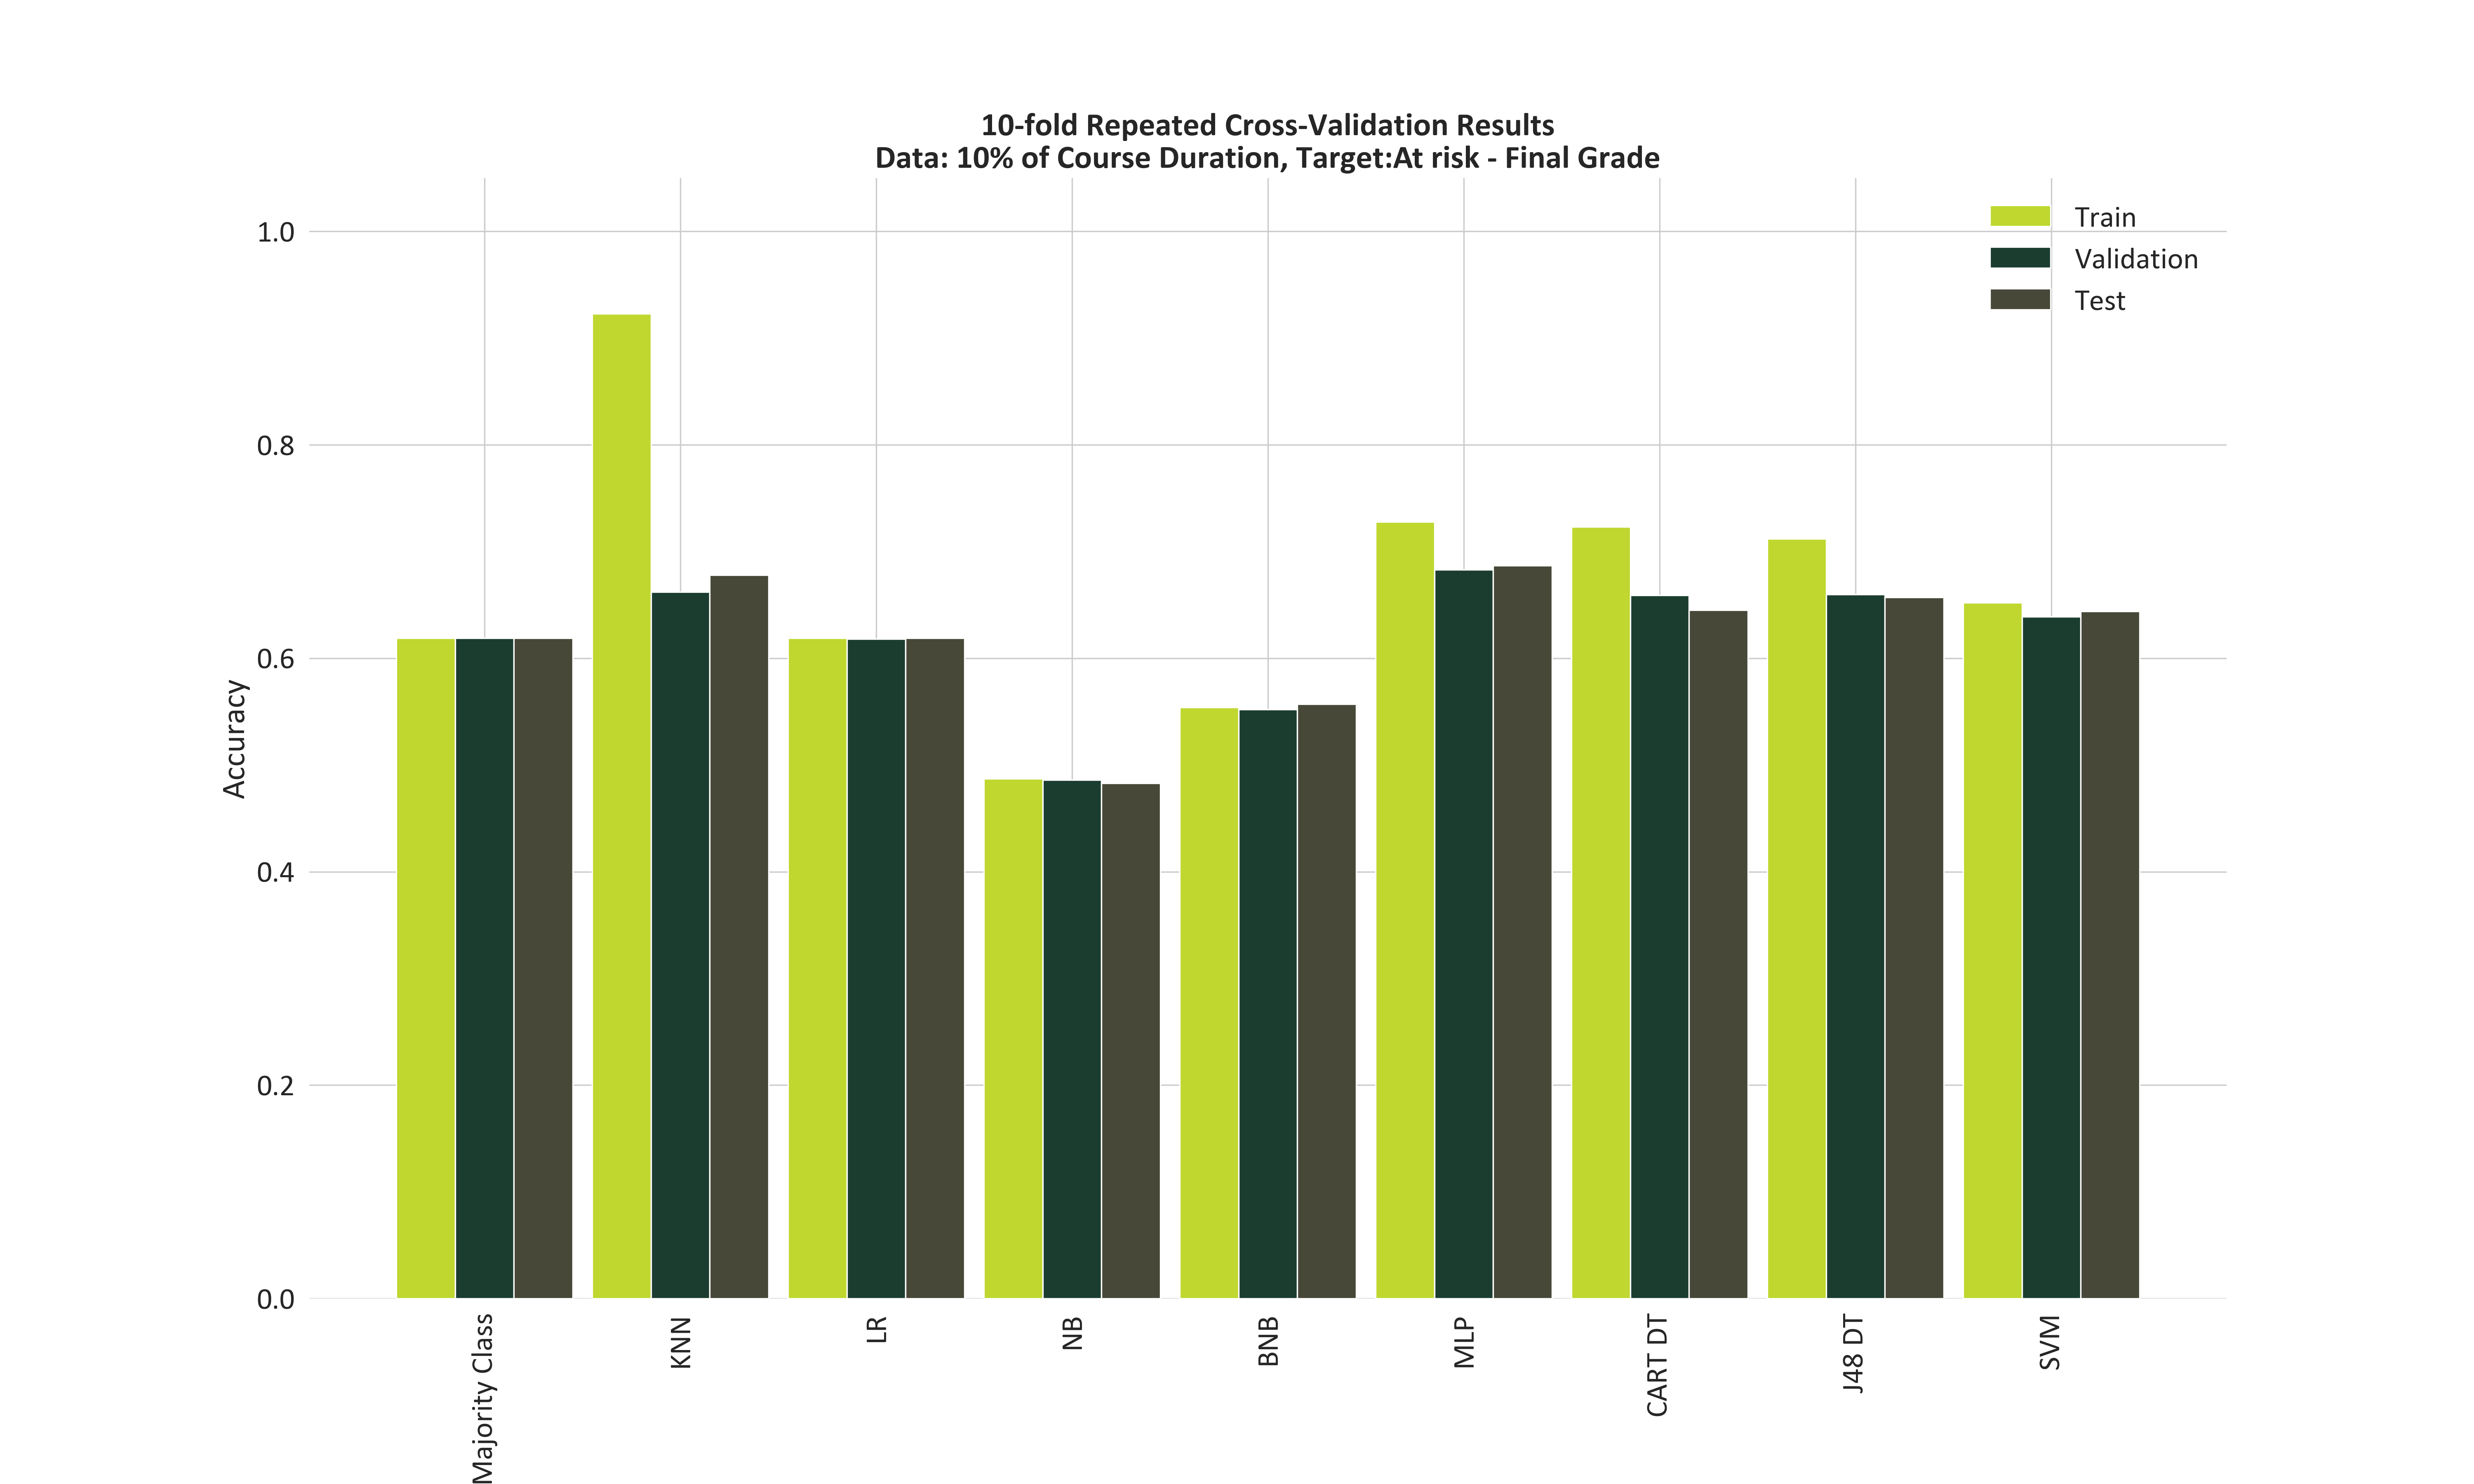 10-fold Repeated Cross-Validation Results
Data: 10% of Course Duration, Target:At risk - Final Grade
Train
Validation
Test
Accuracy
1.0
0.8
0.6
0.4
0.2
0.0
Majority Class
KNN
LR
NB
BNB
MLP
CART DT
J48 DT
SVM